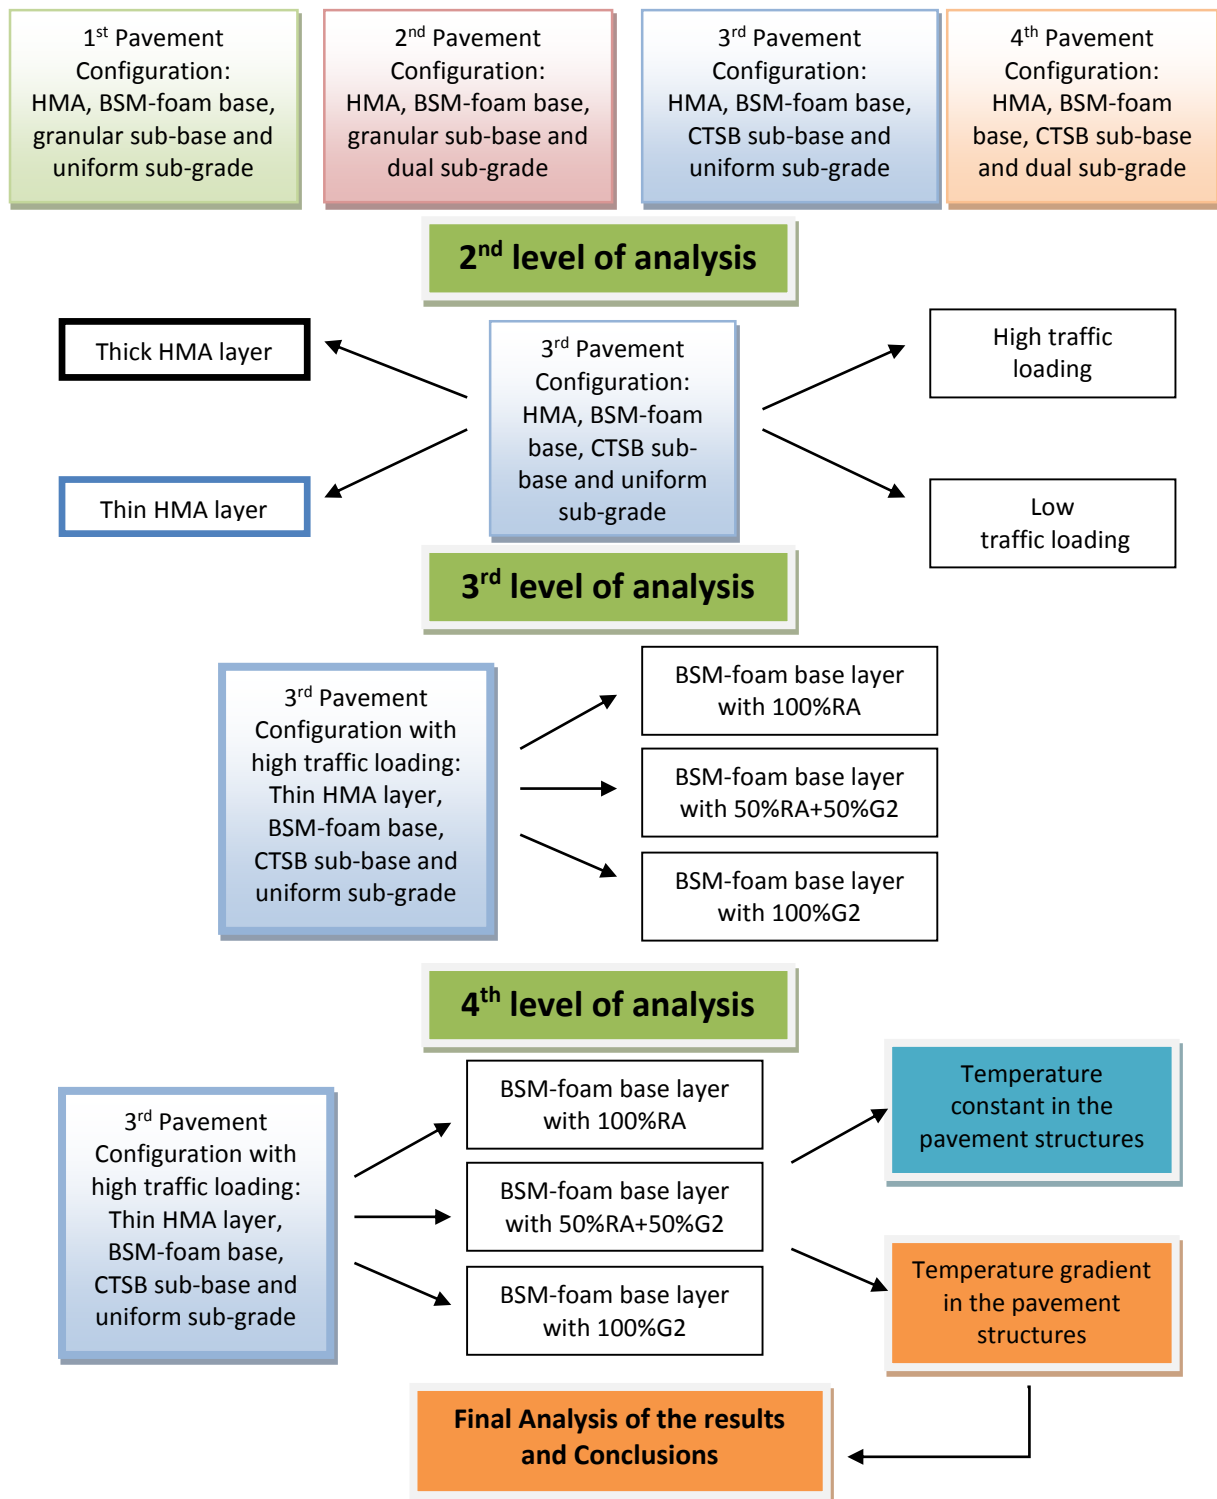 1st Pavement
Configuration:
HMA, BSM-foam base,
granular sub-base and
uniform sub-grade
2nd Pavement
Configuration:
HMA, BSM-foam base,
granular sub-base and
dual sub-grade
3rd Pavement
Configuration:
HMA, BSM-foam base,
CTSB sub-base and
uniform sub-grade
4th Pavement
Configuration:
HMA, BSM-foam
base, CTSB sub-base
and dual sub-grade
2nd level of analysis
Thick HMA layer
Thin HMA layer
3rd Pavement
Configuration:
HMA, BSM-foam
base, CTSB sub-
base and uniform
sub-grade
High traffic
loading
Low
traffic loading
3rd level of analysis
3rd Pavement
Configuration with
high traffic loading:
Thin HMA layer,
BSM-foam base,
CTSB sub-base and
uniform sub-grade
BSM-foam base layer
with 100%RA
BSM-foam base layer
with 50%RA+50%G2
BSM-foam base layer
with 100%G2
4th level of analysis
3rd Pavement
Configuration with
high traffic loading:
Thin HMA layer,
BSM-foam base,
CTSB sub-base and
uniform sub-grade
BSM-foam base layer
with 100%RA
BSM-foam base layer
with 50%RA+50%G2
BSM-foam base layer
with 100%G2
Temperature
constant in the
pavement structures
Temperature gradient
in the pavement
structures
Final Analysis of the results
and Conclusions